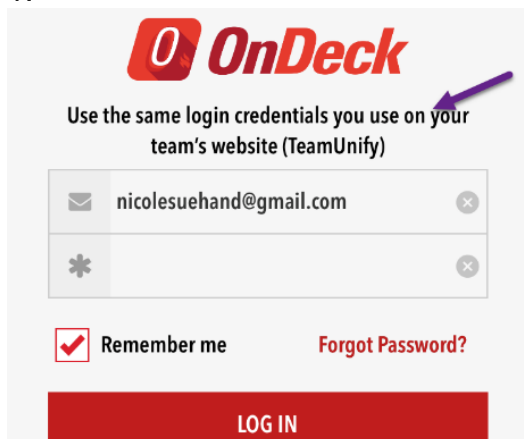 OnDeck
Use the same login credentials you use on your
team's website (TeamUnify)
nicolesuehand@gmail.com
Remember me
Forgot Password?
LOG IN